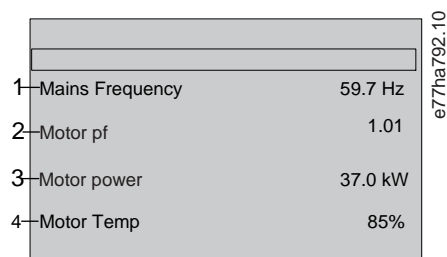 1 Mains Frequency 59.7 Hz
2 Motor pf 1.01
3 Motor power 37.0 kW
4 Motor Temp 85%
e77ha792.10